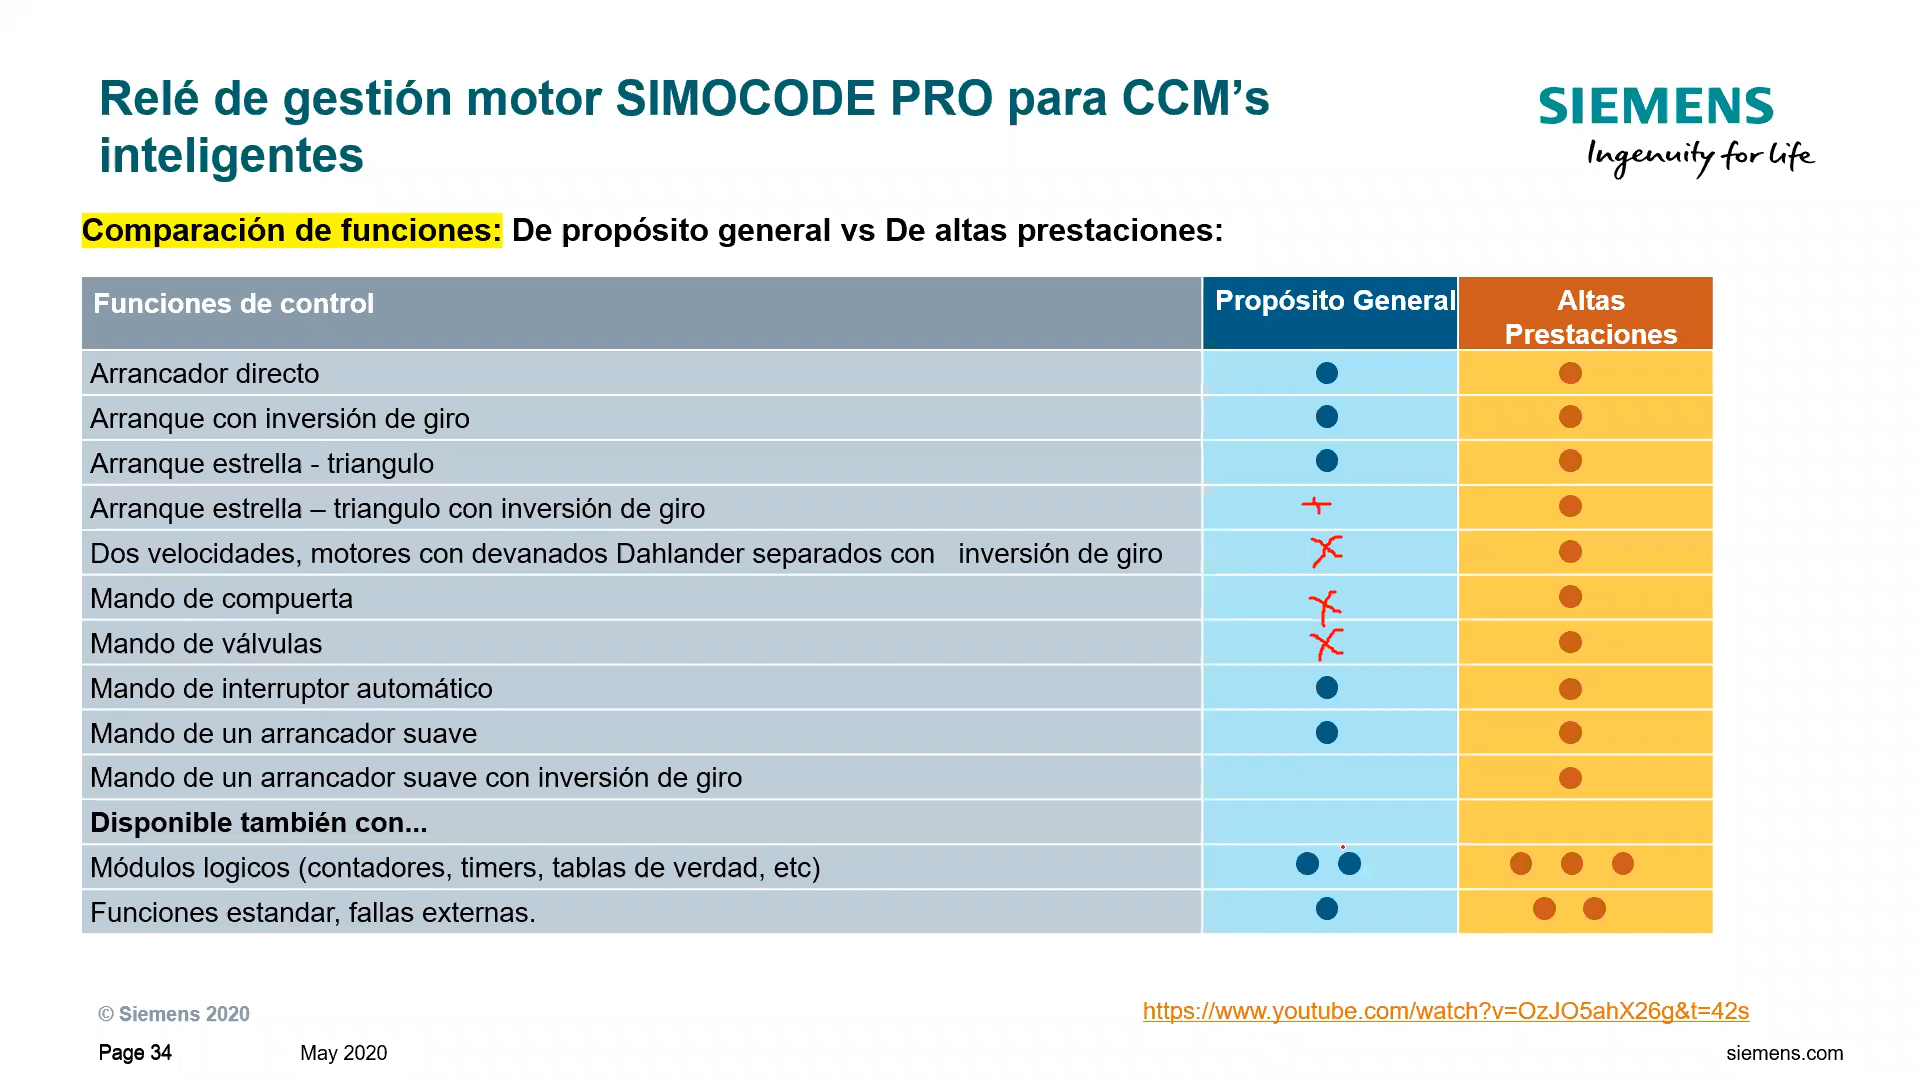 Relé de gestión motor SIMOCODE PRO para CCM’s
inteligentes
SIEMENS
Ingenuity for life
Comparación de funciones: De propósito general vs De altas prestaciones:
Funciones de control
Propósito General
Altas
Prestaciones
Arrancador directo
Arranque con inversión de giro
Arranque estrella - triangulo
Arranque estrella – triangulo con inversión de giro
Dos velocidades, motores con devanados Dahlander separados con inversión de giro
Mando de compuerta
Mando de válvulas
Mando de interruptor automático
Mando de un arrancador suave
Mando de un arrancador suave con inversión de giro
Disponible también con...
Módulos logicos (contadores, timers, tablas de verdad, etc)
Funciones estandar, fallas externas.
© Siemens 2020
https://www.youtube.com/watch?v=OzJO5ahX26g&t=42s
Page 34
May 2020
siemens.com